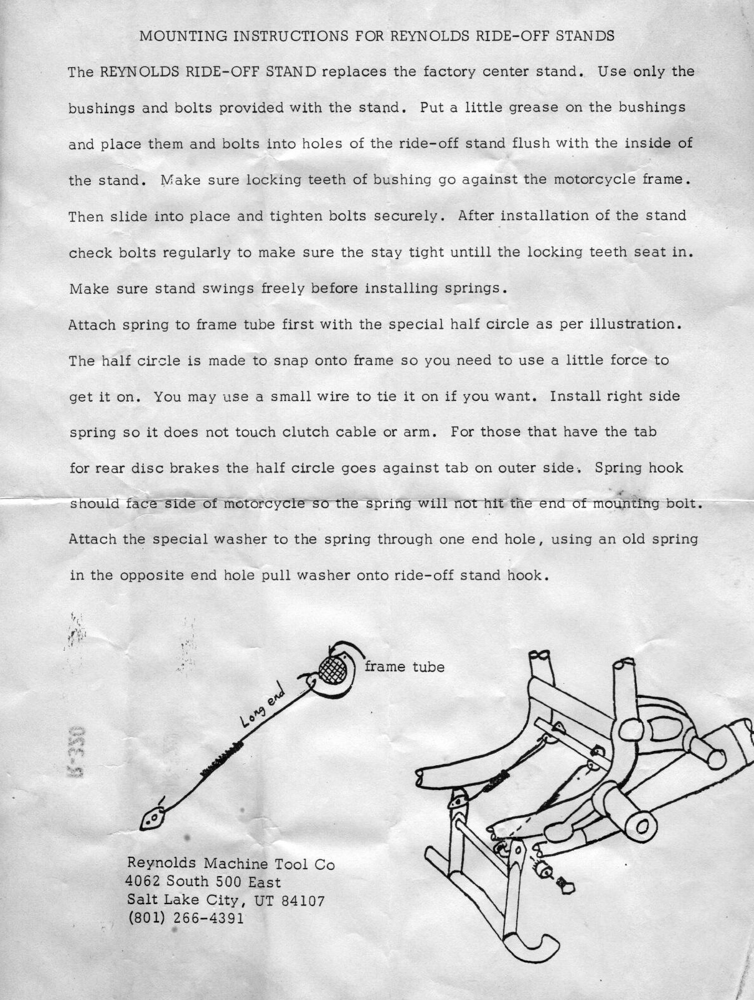 MOUNTING INSTRUCTIONS FOR REYNOLDS RIDE-OFF STANDS
The REYNOLDS RIDE-OFF STAND replaces the factory center stand. Use only the
bushings and bolts provided with the stand. Put a little grease on the bushings
and place them and bolts into holes of the ride-off stand flush with the inside of
the stand. Make sure locking teeth of bushing go against the motorcycle frame.
Then slide into place and tighten bolts securely. After installation of the stand
check bolts regularly to make sure the stay tight untill the locking teeth seat in.
Make sure stand swings freely before installing springs.
Attach spring to frame tube first with the special half circle as per illustration.
The half circle is made to snap onto frame so you need to use a little force to
get it on. You may use a small wire to tie it on if you want. Install right side
spring so it does not touch clutch cable or arm. For those that have the tab
for rear disc brakes the half circle goes against tab on outer side. Spring hook
should face side of motorcycle so the spring will not hit the end of mounting bolt.
Attach the special washer to the spring through one end hole, using an old spring
in the opposite end hole pull washer onto ride-off stand hook.
frame tube
Long end
R-320
Reynolds Machine Tool Co
4062 South 500 East
Salt Lake City, UT 84107
(801) 266-4391